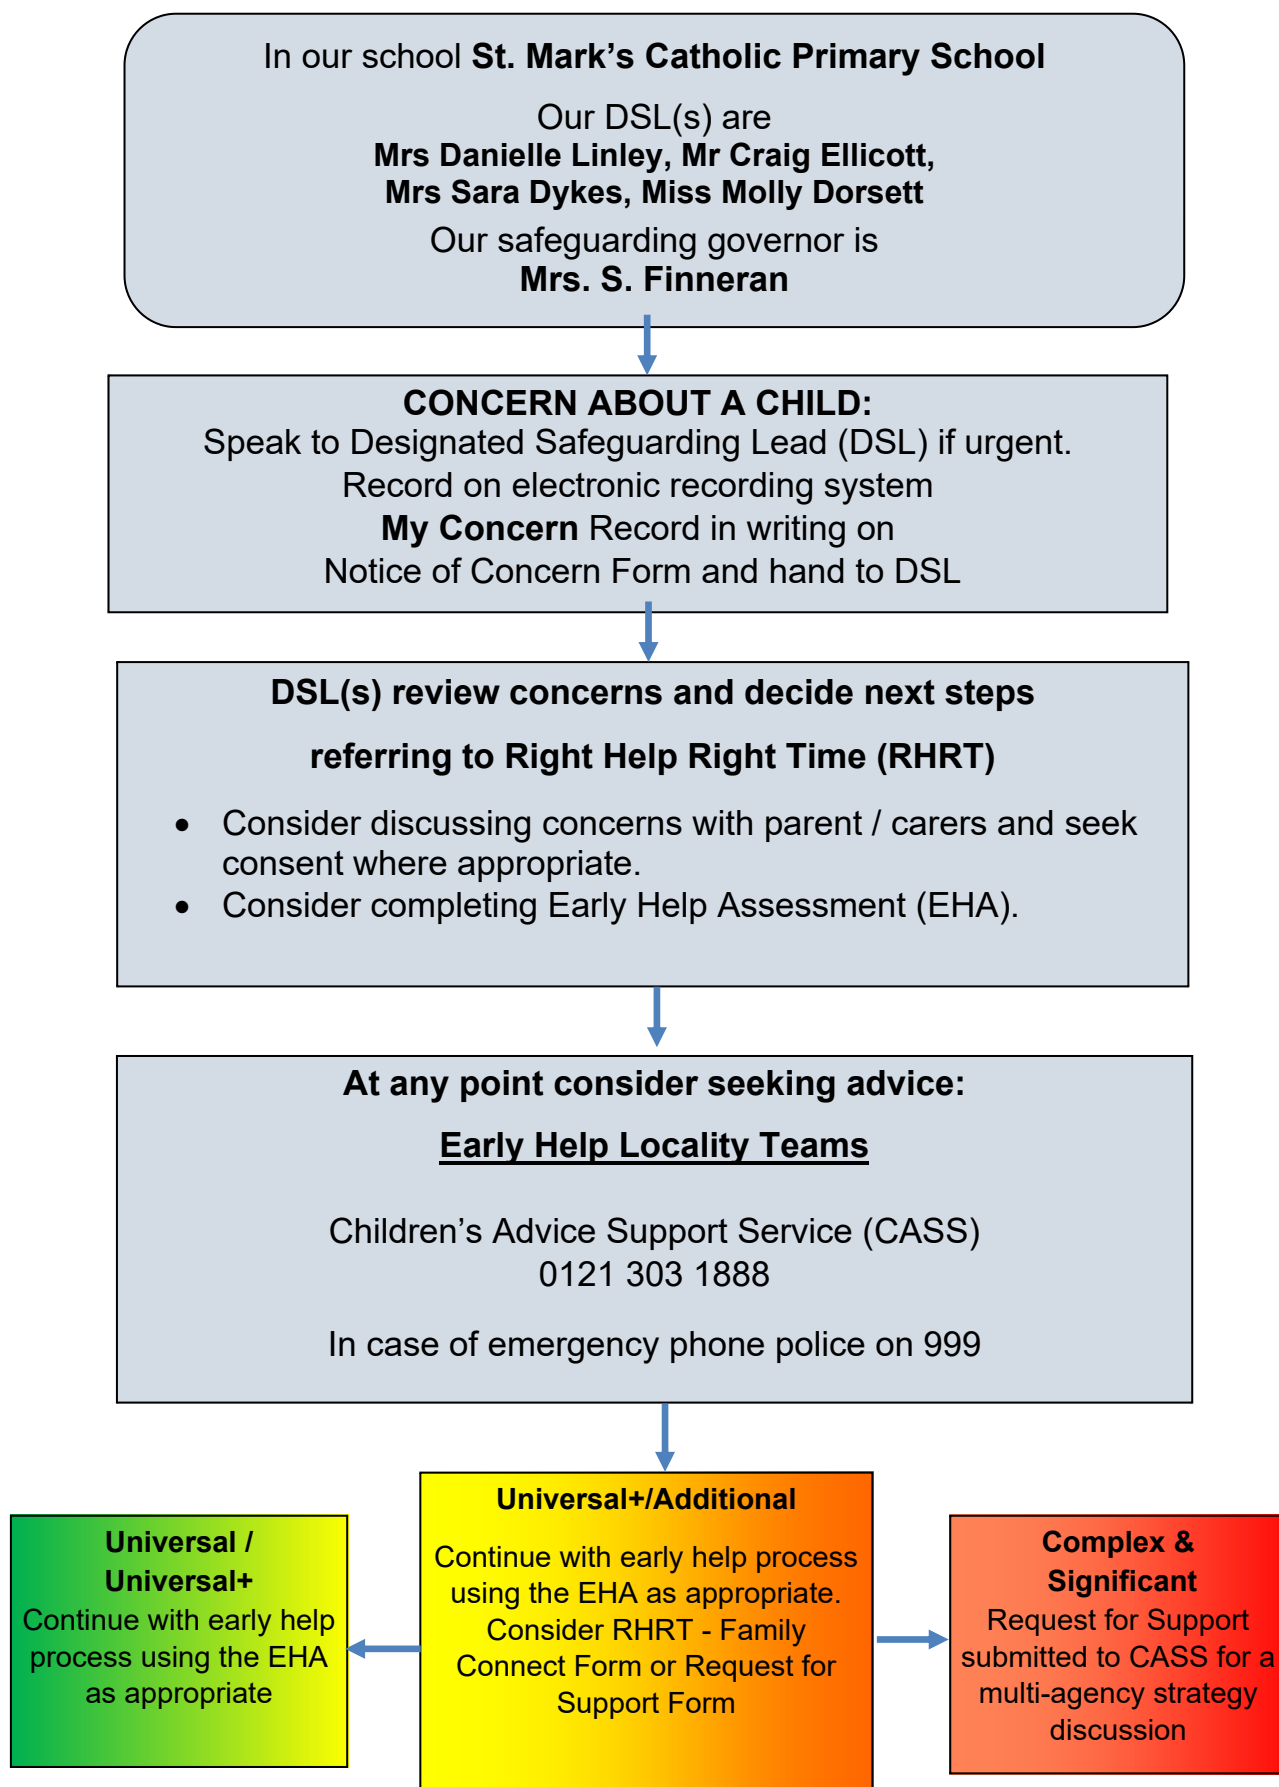 In our school St. Mark’s Catholic Primary School
Our DSL(s) are
Mrs Danielle Linley, Mr Craig Ellicott,
Mrs Sara Dykes, Miss Molly Dorsett
Our safeguarding governor is
Mrs. S. Finneran
CONCERN ABOUT A CHILD:
Speak to Designated Safeguarding Lead (DSL) if urgent.
Record on electronic recording system
My Concern Record in writing on
Notice of Concern Form and hand to DSL
DSL(s) review concerns and decide next steps
referring to Right Help Right Time (RHRT)
• Consider discussing concerns with parent / carers and seek
consent where appropriate.
• Consider completing Early Help Assessment (EHA).
At any point consider seeking advice:
Early Help Locality Teams
Children’s Advice Support Service (CASS)
0121 303 1888
In case of emergency phone police on 999
Universal /
Universal+
Continue with early help
process using the EHA
as appropriate
Universal+/Additional
Continue with early help process
using the EHA as appropriate.
Consider RHRT - Family
Connect Form or Request for
Support Form
Complex &
Significant
Request for Support
submitted to CASS for a
multi-agency strategy
discussion